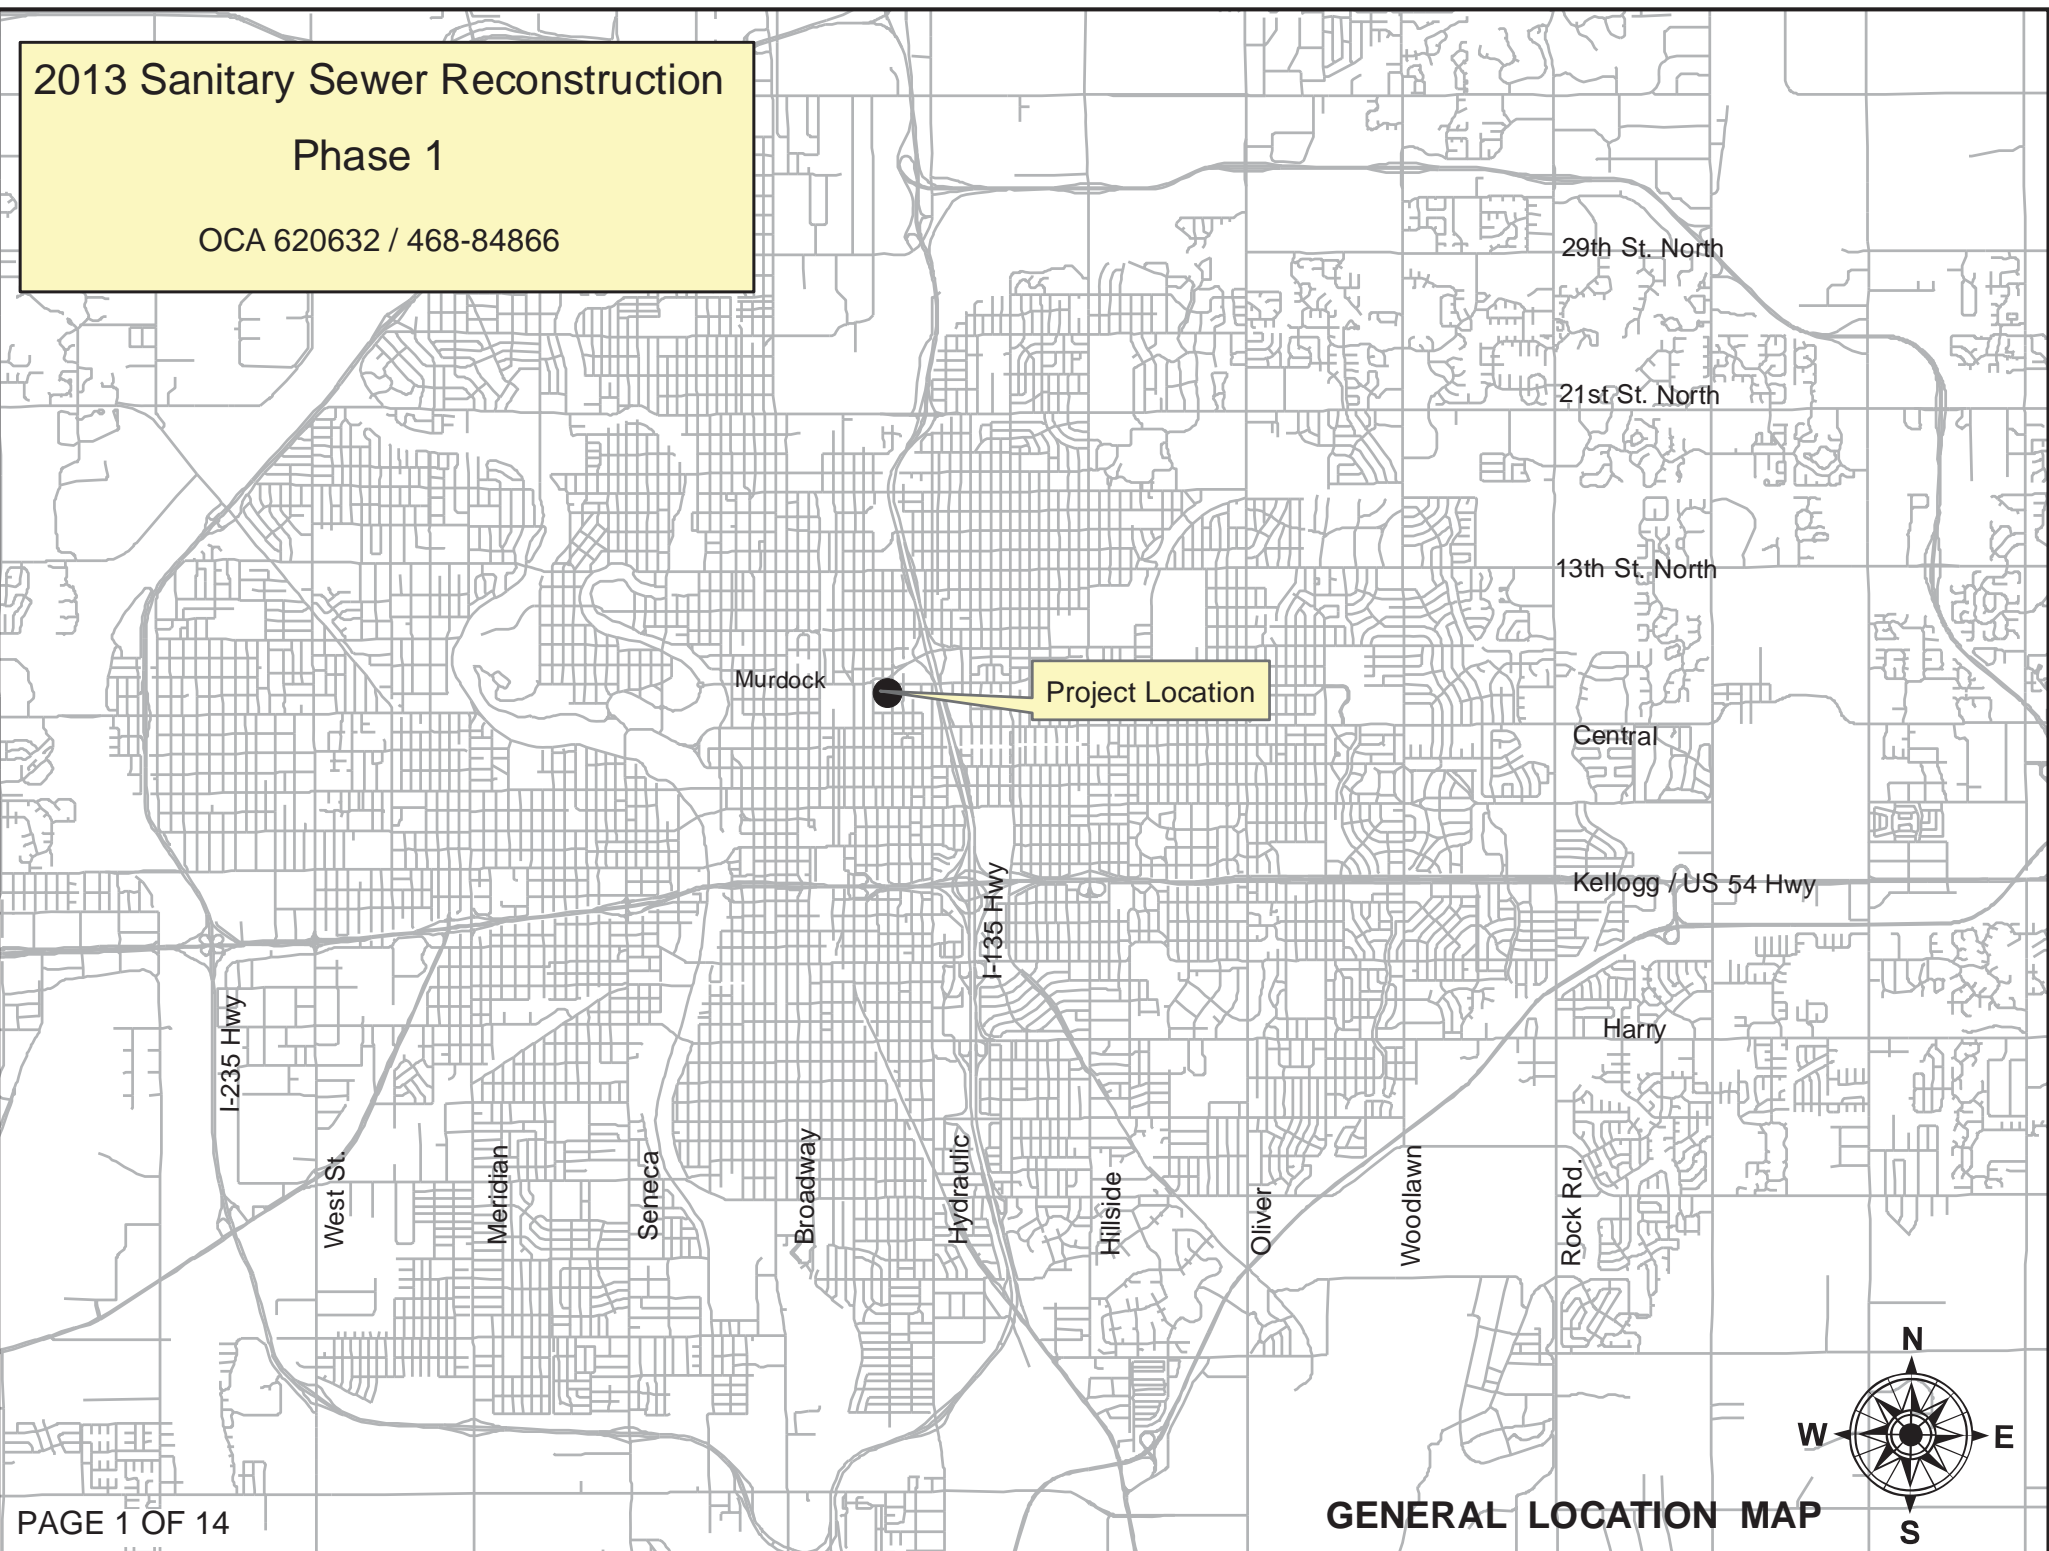 2013 Sanitary Sewer Reconstruction
Phase 1
OCA 620632 / 468-84866
29th St. North
21st St. North
13th St. North
Murdock
Project Location
Central
Kellogg / US 54 Hwy
I-135 Hwy
I-235 Hwy
Harry
West St.
Meridian
Seneca
Broadway
Hydraulic
Hillside
Oliver
Woodlawn
Rock Rd.
N
W
E
S
PAGE 1 OF 14
GENERAL LOCATION MAP